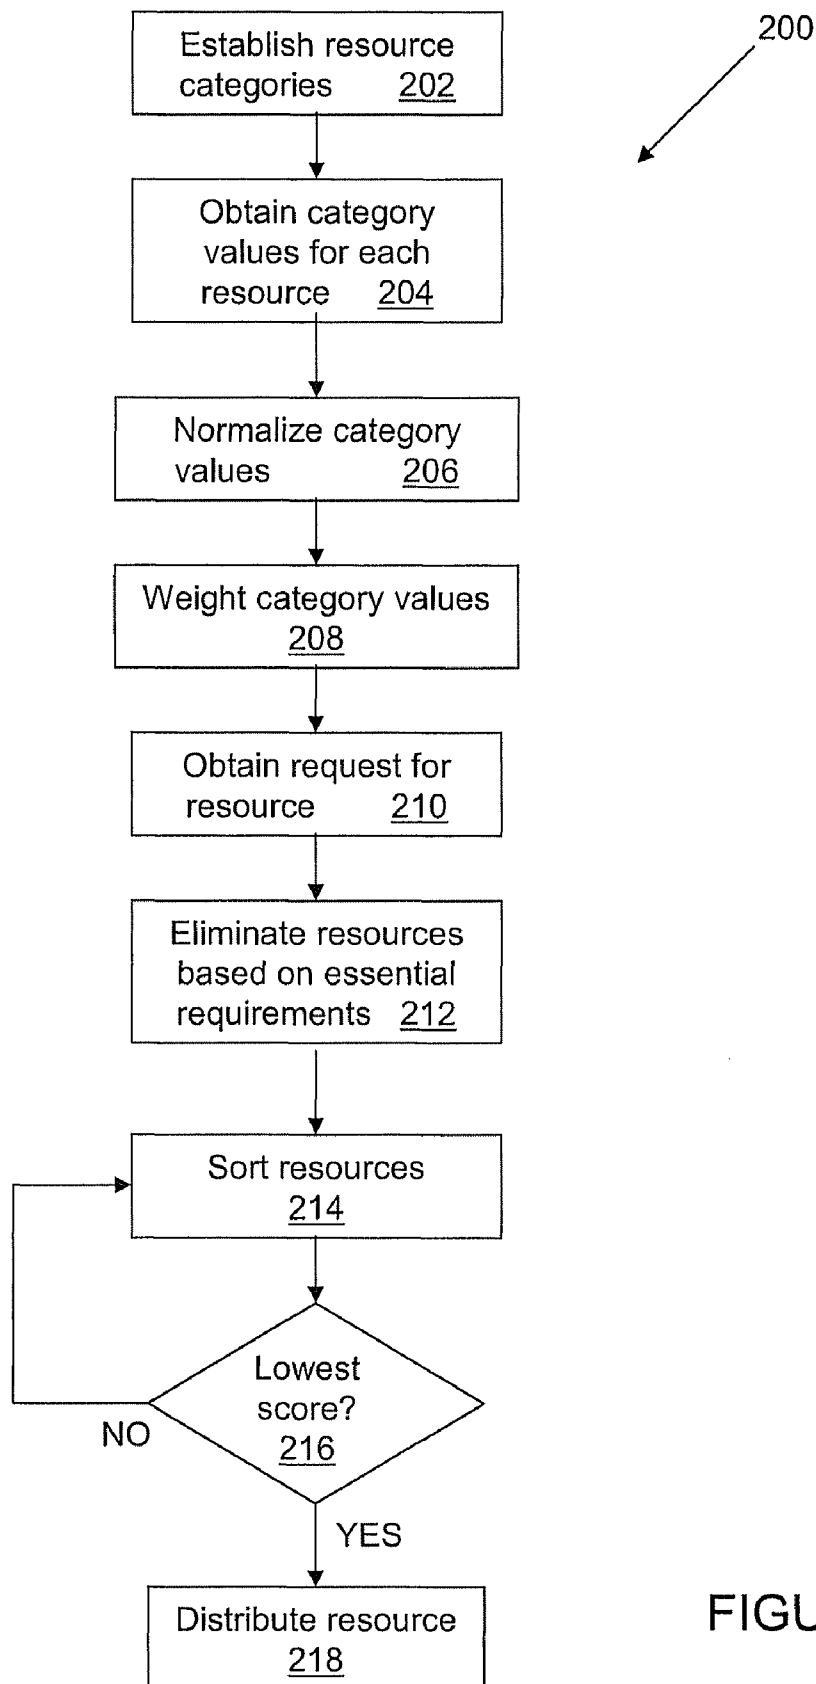 200
Establish resource
categories 202
Obtain category
values for each
resource 204
Normalize category
values 206
Weight category values
208
Obtain request for
resource 210
Eliminate resources
based on essential
requirements 212
Sort resources
214
Lowest
score?
216
NO
YES
Distribute resource
218
FIGU